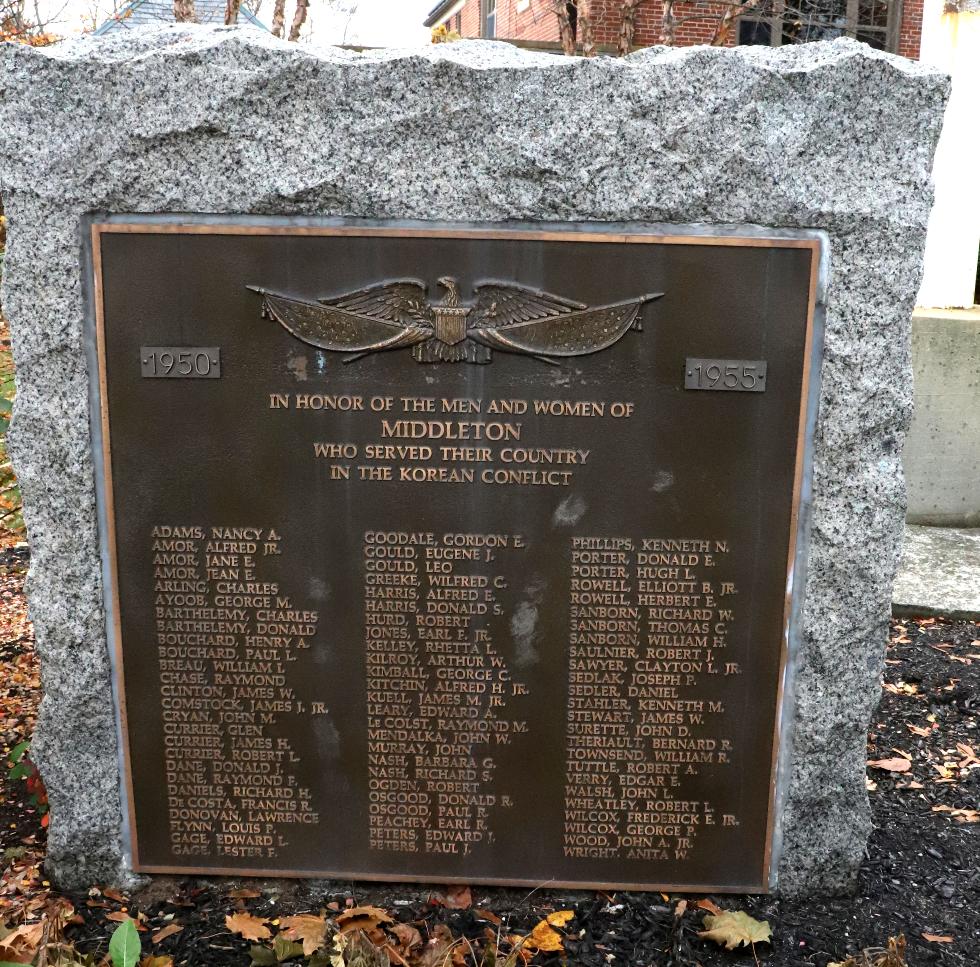 1950
1955
IN HONOR OF THE MEN AND WOMEN OF
MIDDLETON
WHO SERVED THEIR COUNTRY
IN THE KOREAN CONFLICT
ADAMS, NANCY A.
AMOR, ALFRED JR.
AMOR, JANE E.
AMOR, JEAN E.
ARLING, CHARLES
AYOOB, GEORGE M.
BARTHELEMY, CHARLES
BARTHELMY, DONALD
BOUCHARD, HENRY A.
BOUCHARD, PAUL L.
BREAU, WILLIAM I.
CHASE, RAYMOND
CLINTON, JAMES W.
COMSTOCK, JAMES J. JR.
CRYAN, JOHN M.
CURRIER, GLEN
CURRIER, JAMES H.
CURRIER, ROBERT L.
DANE, DONALD J.
DANE, RAYMOND F.
DANIELS, RICHARD H.
DE COSTA, FRANCIS R.
DONOVAN, LAWRENCE
FLYNN, LOUIS P.
GAGE, EDWARD L.
GAGE, LESTER F.
GOODALE, GORDON E.
GOULD, EUGENE J.
GOULD, LEO
GREEKE, WILFRED C.
HARRIS, ALFRED E.
HARRIS, DONALD S.
HURD, ROBERT
JONES, EARL F. JR.
KELLEY, RHETTA L.
KILROY, ARTHUR W.
KIMBALL, GEORGE C.
KITCHIN, ALFRED H. JR.
KUHL, JAMES M. JR.
LEARY, EDWARD A.
Le COLST, RAYMOND M.
MENDALKA, JOHN W.
MURRAY, JOHN
NASH, BARBARA G.
NASH, RICHARD S.
OGDEN, ROBERT
OSGOOD, DONALD R.
OSGOOD, PAUL R.
PEACHEY, EARL R.
PETERS, EDWARD J.
PETERS, PAUL J.
PHILLIPS, KENNETH N.
PORTER, DONALD E.
PORTER, HUGH L.
ROWELL, ELLIOTT B. JR.
ROWELL, HERBERT E.
SANBORN, RICHARD W.
SANBORN, THOMAS C.
SANBORN, WILLIAM H.
SAULNIER, ROBERT J.
SAWYER, CLAYTON L. JR.
SEDLAK, JOSEPH P.
SEDLER, DANIEL
STAHLER, KENNETH M.
STEWART, JAMES W.
SURETTE, JOHN D.
THERIAULT, BERNARD R.
TOWNSEND, WILLIAM R.
TUTTLE, ROBERT A.
VERRY, EDGAR E.
WALSH, JOHN L.
WHEATLEY, ROBERT L.
WILCOX, FREDERICK E. JR.
WILCOX, GEORGE P.
WOOD, JOHN A. JR.
WRIGHT, ANITA W.